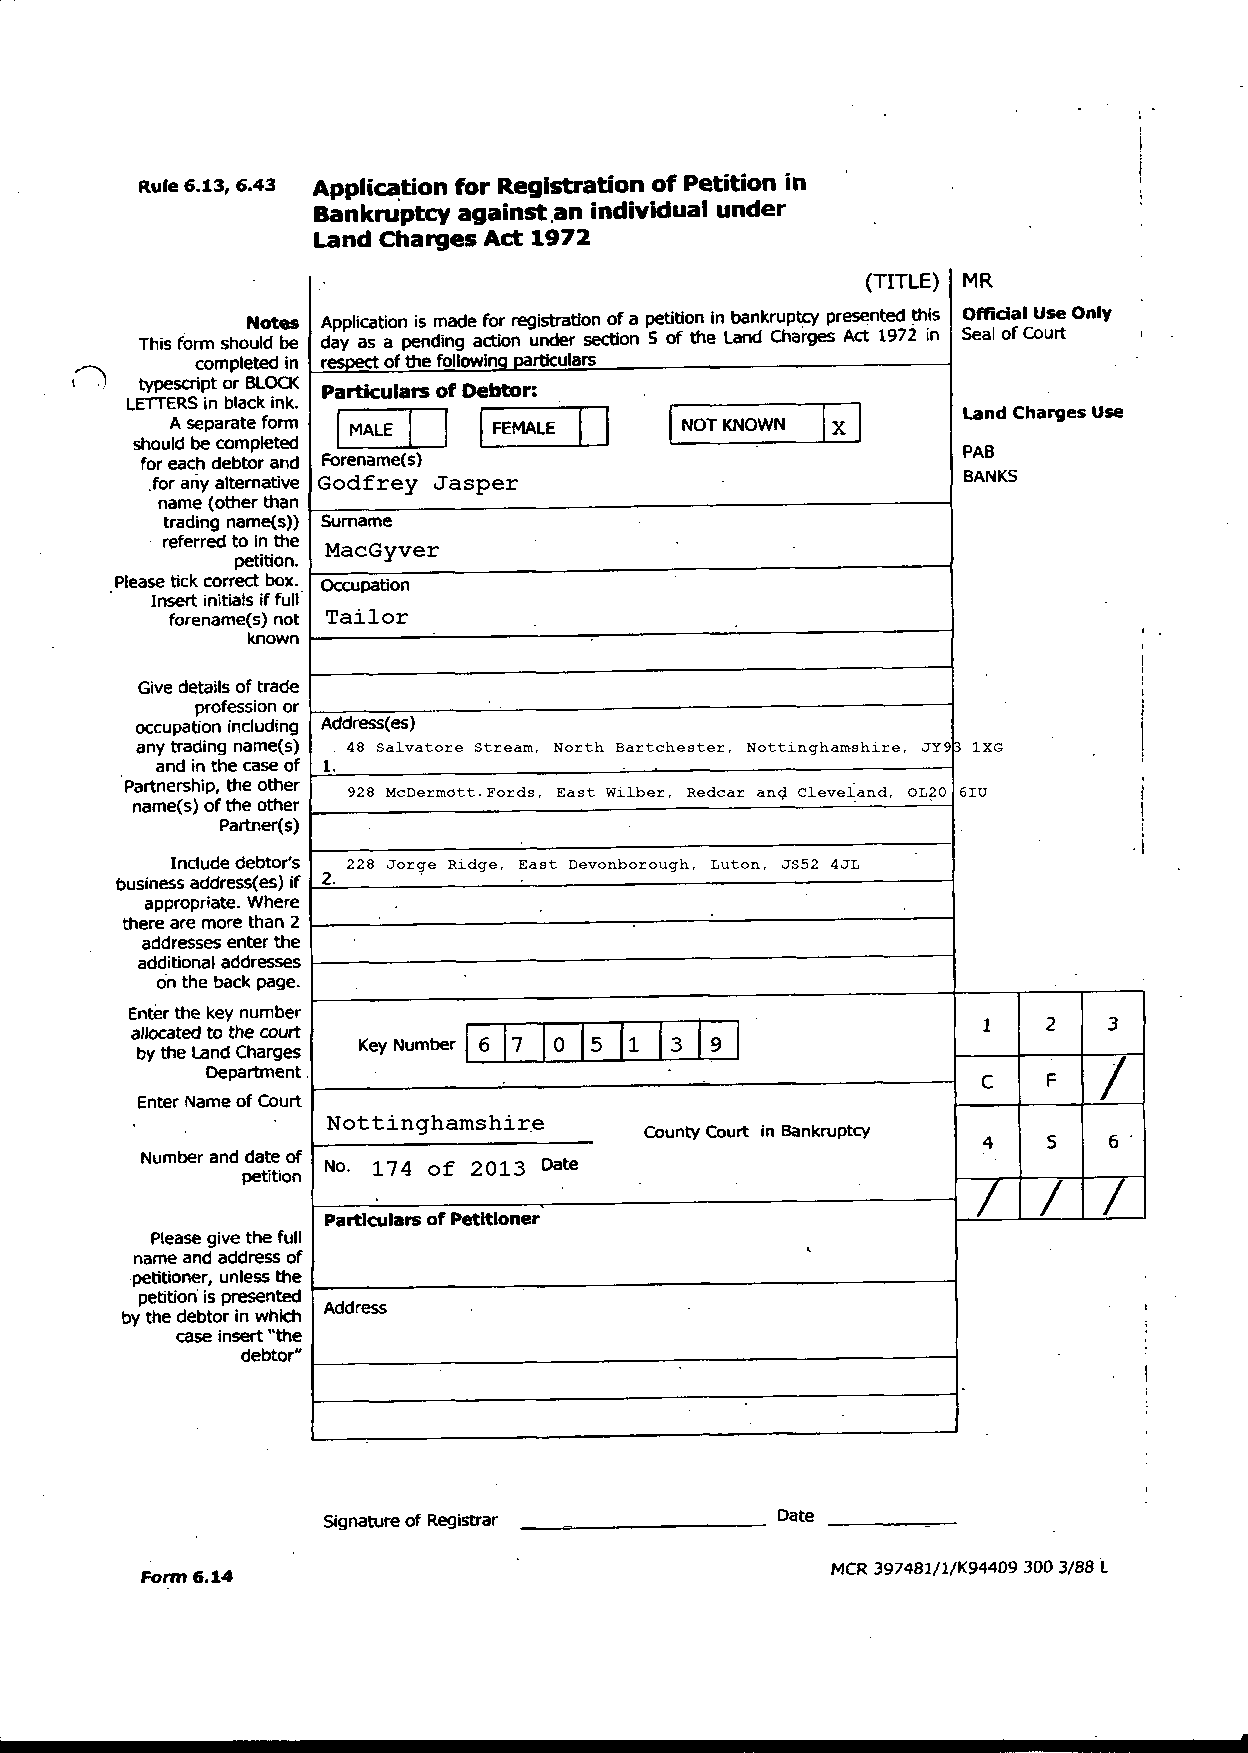 Rule 6.13, 6.43
Application for Registration of Petition in
Bankruptcy against an individual under
Land Charges Act 1972
(TITLE) MR
Notes
This form should be
completed in
typescript or BLOCK
LETTERS in black ink.
A separate form
should be completed
for each debtor and
for any alternative
name (other than
trading name(s))
referred to in the
petition.
Please tick correct box.
Insert initials if full
forename(s) not
known
Application is made for registration of a petition in bankruptcy presented this
day as a pending action under section 5 of the Land Charges Act 1972 in
respect of the following particulars
Official Use Only
Seal of Court
Particulars of Debtor:
MALE FEMALE NOT KNOWN X
Land Charges Use
PAB
BANKS
Forename(s)
Godfrey Jasper
Surname
MacGyver
Occupation
Tailor
Give details of trade
profession or
occupation including
any trading name(s)
and in the case of
Partnership, the other
name(s) of the other
Partner(s)
Include debtor's
business address(es) if
appropriate. Where
there are more than 2
addresses enter the
additional addresses
on the back page.
Address(es)
48 Salvatore Stream, North Bartchester, Nottinghamshire, JY93 1XG
1.
928 McDermott Fords, East Wilber, Redcar and Cleveland, OL20 6IU
228 Jorge Ridge, East Devonborough, Luton, JS52 4JL
2.
Enter the key number
allocated to the court
by the Land Charges
Department
Key Number 6 7 0 5 1 3 9
1 2 3
C F /
4 5 6
/ / /
Enter Name of Court
Nottinghamshire
County Court in Bankruptcy
Number and date of
petition
No. 174 of 2013 Date
Particulars of Petitioner
Please give the full
name and address of
petitioner, unless the
petition is presented
by the debtor in which
case insert "the
debtor"
Address
Signature of Registrar
Date
Form 6.14
MCR 397481/1/K94409 300 3/88 L